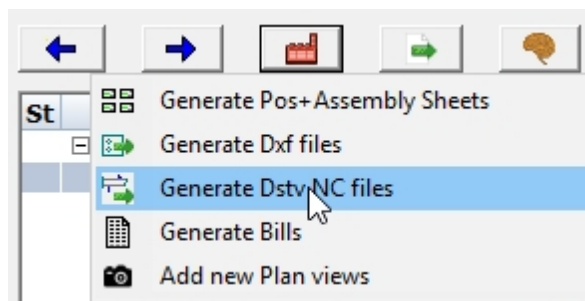 St
Generate Pos+Assembly Sheets
Generate Dxf files
Generate Dstv NC files
Generate Bills
Add new Plan views